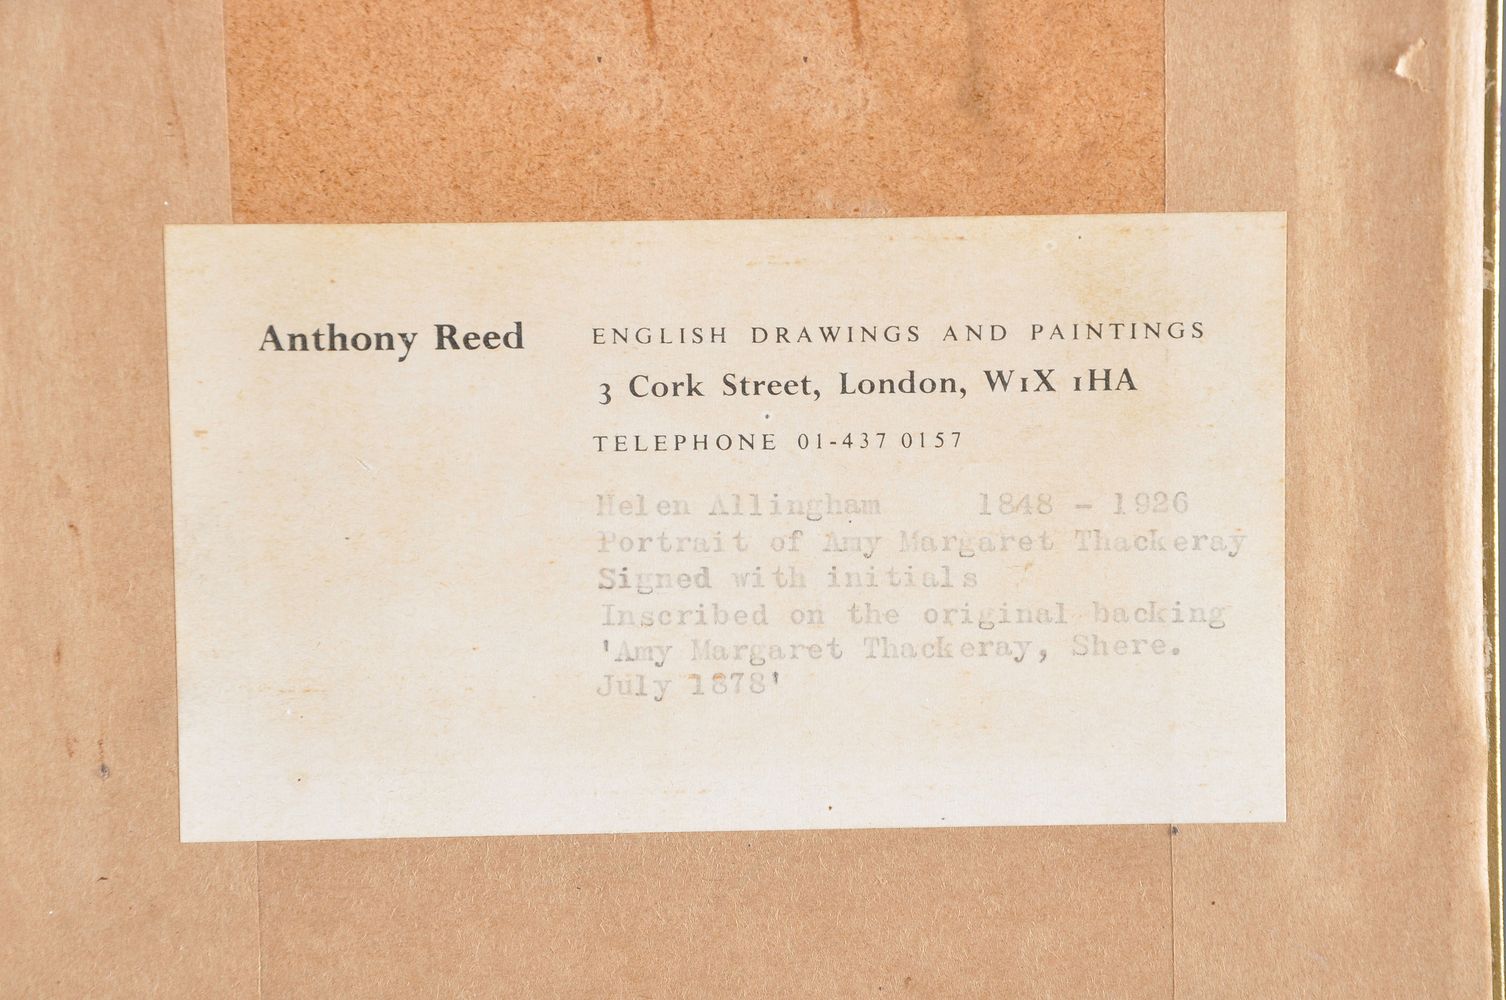 Anthony Reed
ENGLISH DRAWINGS AND PAINTINGS
3 Cork Street, London, W1X 1HA
TELEPHONE 01-437 0157
Helen Allingham 1848 - 1926
Portrait of Amy Margaret Thackeray
Signed with initials
Inscribed on the original backing
'Amy Margaret Thackeray, Shere.
July 1878'